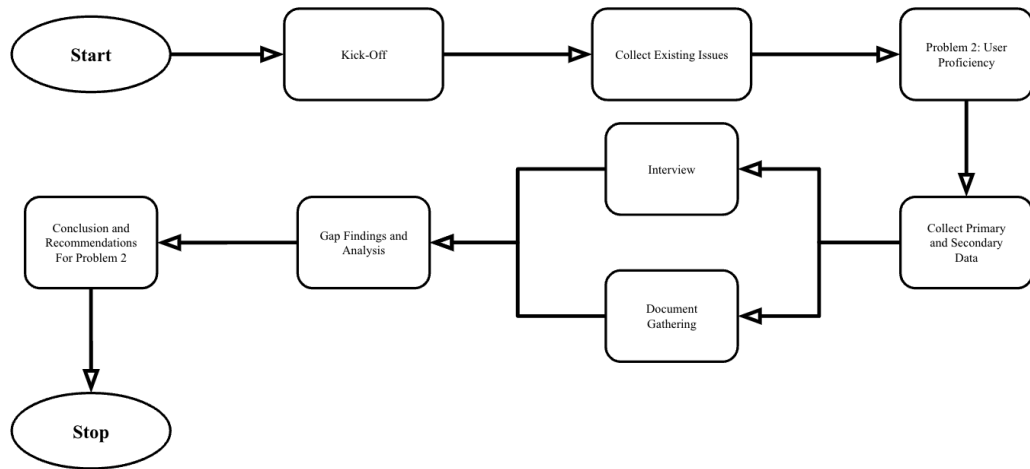 Start
Kick-Off
Collect Existing Issues
Problem 2: User
Proficiency
Collect Primary
and Secondary
Data
Interview
Document
Gathering
Gap Findings and
Analysis
Conclusion and
Recommendations
For Problem 2
Stop